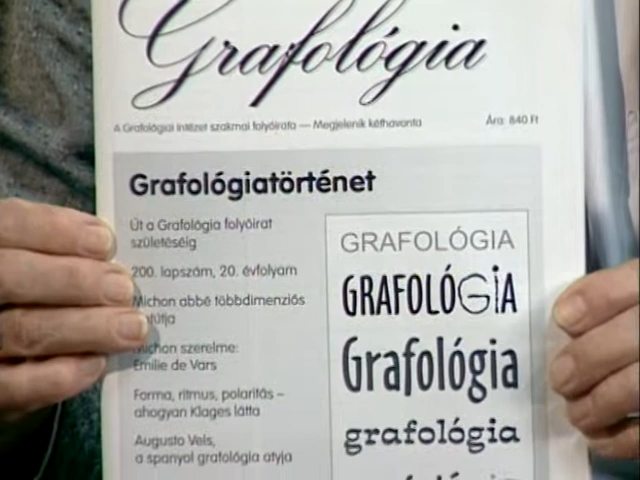 Grafológia
A Grafológiai Intézet szakmai folyóirata — Megjelenik kéthavonta
Ára: 840 Ft
Grafológiatörténet
Út a Grafológia folyóirat
születéséig
200. lapszám, 20. évfolyam
Michon abbé többdimenziós
Michon szerelme:
Emilie de Vars
Forma, ritmus, polaritás –
ahogyan Klages látta
Augusto Vels,
a spanyol grafológia atyja
GRAFOLÓGIA
GRAFOLÓGiA
Grafológia
grafológia